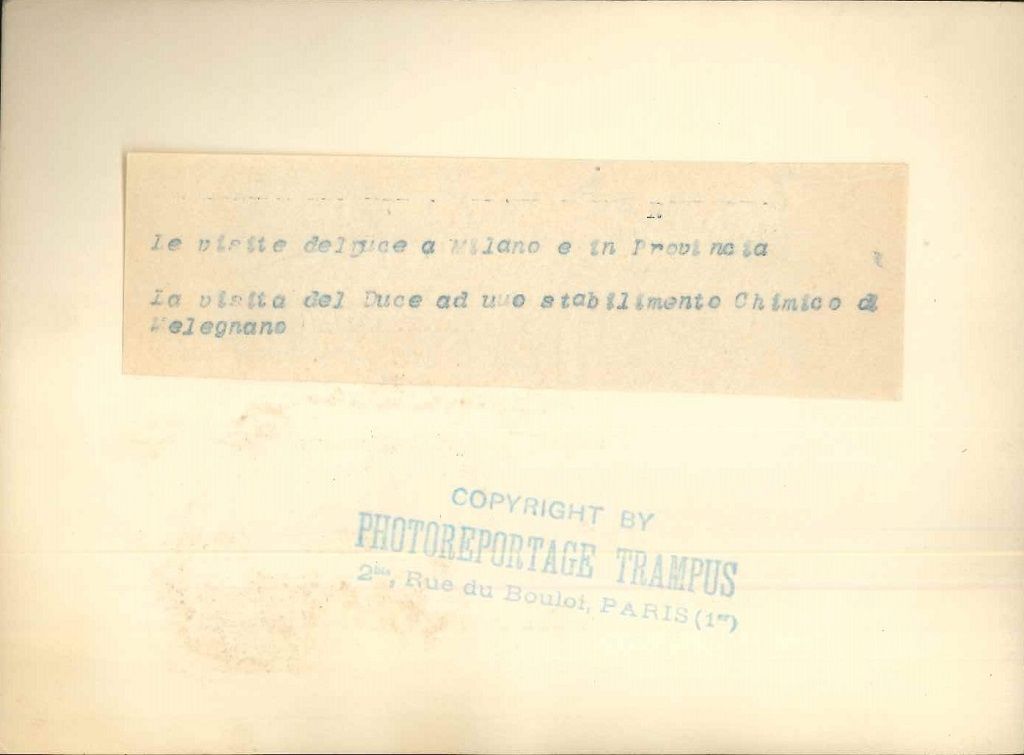 le visite del Duce a Milano e in Provincia
la visita del Duce ad uno stabilimento Chimico di
Melegnano
COPYRIGHT BY
PHOTOREPORTAGE TRAMPUS
2bis, Rue du Bouloi, PARIS (1er)